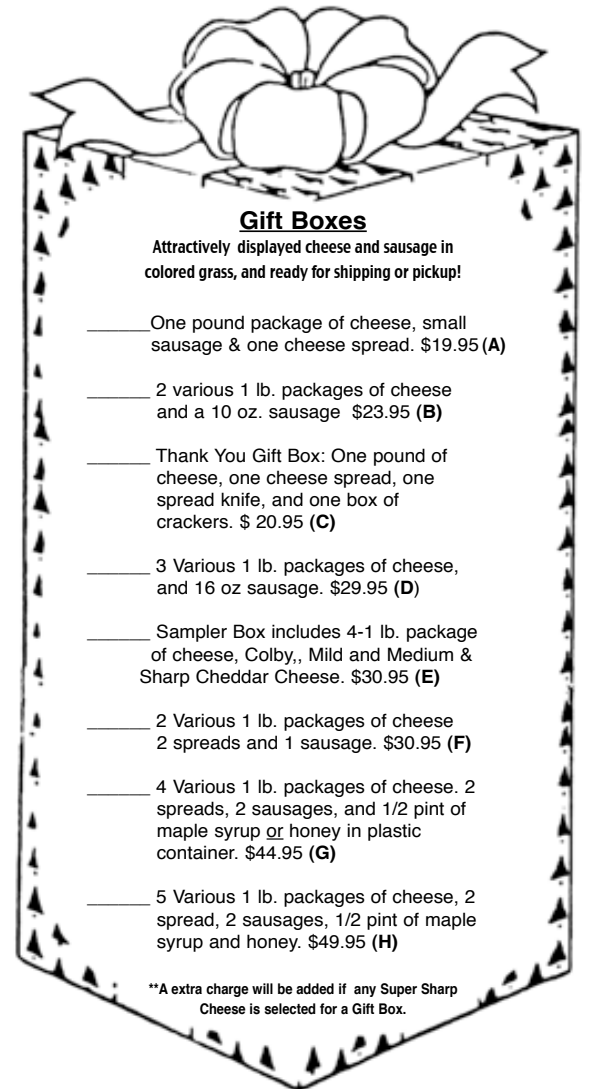 Gift Boxes
Attractively displayed cheese and sausage in
colored grass, and ready for shipping or pickup!
______One pound package of cheese, small
sausage & one cheese spread. $19.95 (A)
______ 2 various 1 lb. packages of cheese
and a 10 oz. sausage $23.95 (B)
______ Thank You Gift Box: One pound of
cheese, one cheese spread, one
spread knife, and one box of
crackers. $ 20.95 (C)
______ 3 Various 1 lb. packages of cheese,
and 16 oz sausage. $29.95 (D)
______ Sampler Box includes 4-1 lb. package
of cheese, Colby,, Mild and Medium &
Sharp Cheddar Cheese. $30.95 (E)
______ 2 Various 1 lb. packages of cheese
2 spreads and 1 sausage. $30.95 (F)
______ 4 Various 1 lb. packages of cheese. 2
spreads, 2 sausages, and 1/2 pint of
maple syrup or honey in plastic
container. $44.95 (G)
______ 5 Various 1 lb. packages of cheese, 2
spread, 2 sausages, 1/2 pint of maple
syrup and honey. $49.95 (H)
**A extra charge will be added if any Super Sharp
Cheese is selected for a Gift Box.